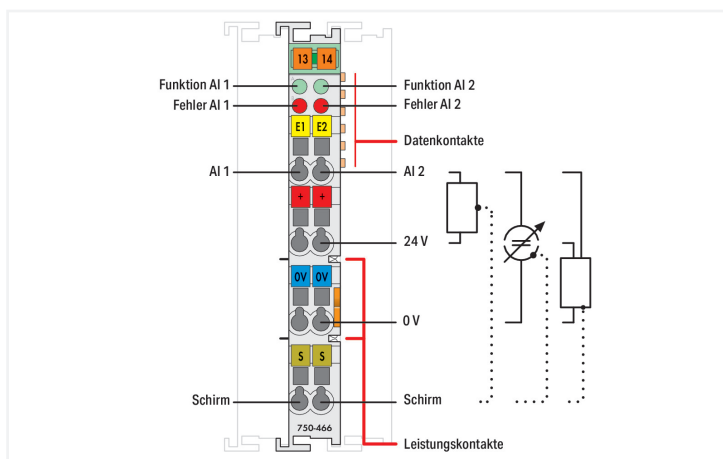 13 14
Funktion AI 1
Funktion AI 2
Fehler AI 1
Fehler AI 2
E1 E2
Datenkontakte
AI 1
AI 2
+ +
24 V
0V 0V
0 V
S S
Schirm
Schirm
750-466
Leistungskontakte